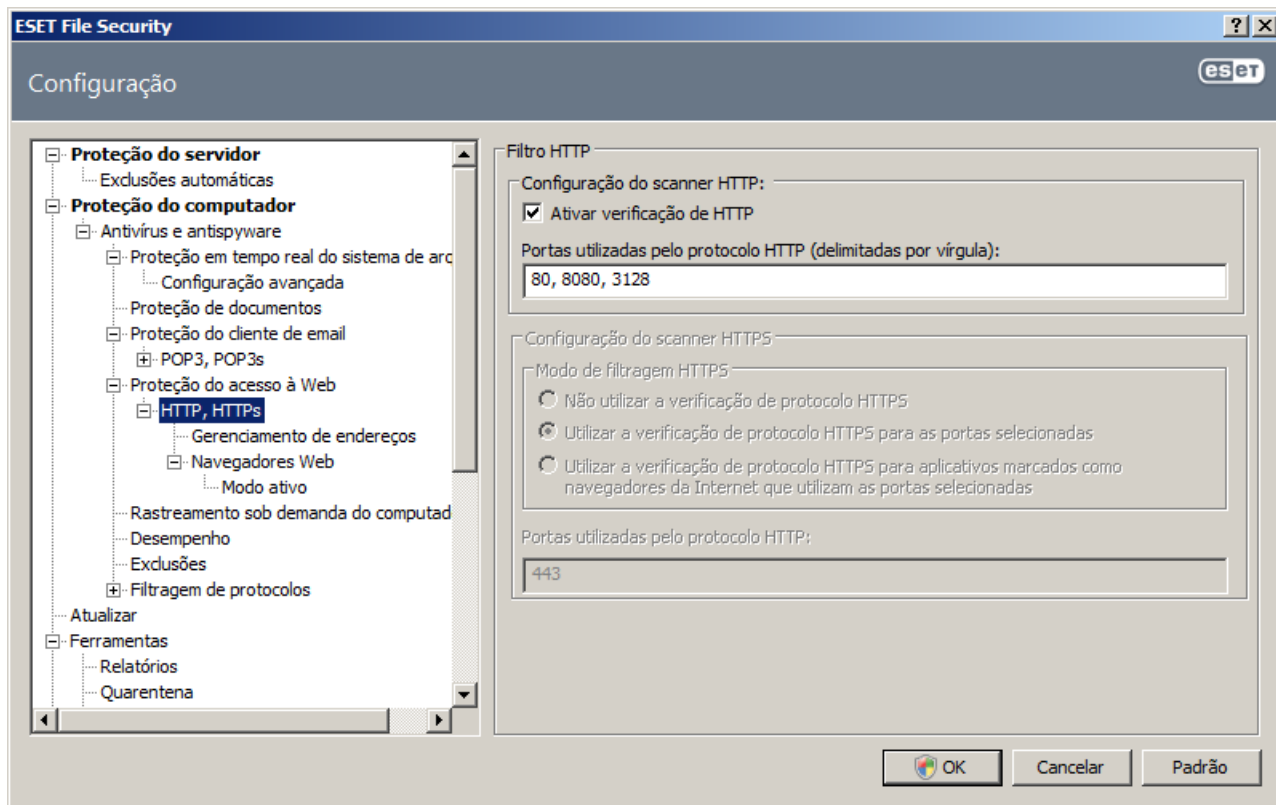 ESET File Security
Configuração
eset
Proteção do servidor
Exclusões automáticas
Proteção do computador
Antivírus e antispyware
Proteção em tempo real do sistema de arq
Configuração avançada
Proteção de documentos
Proteção do cliente de email
POP3, POP3s
Proteção do acesso à Web
HTTP, HTTPs
Gerenciamento de endereços
Navegadores Web
Modo ativo
Rastreamento sob demanda do computad
Desempenho
Exclusões
Filtragem de protocolos
Atualizar
Ferramentas
Relatórios
Quarentena
Filtro HTTP
Configuração do scanner HTTP:
Ativar verificação de HTTP
Portas utilizadas pelo protocolo HTTP (delimitadas por vírgula):
80, 8080, 3128
Configuração do scanner HTTPS
Modo de filtragem HTTPS
Não utilizar a verificação de protocolo HTTPS
Utilizar a verificação de protocolo HTTPS para as portas selecionadas
Utilizar a verificação de protocolo HTTPS para aplicativos marcados como
navegadores da Internet que utilizam as portas selecionadas
Portas utilizadas pelo protocolo HTTP:
443
OK
Cancelar
Padrão